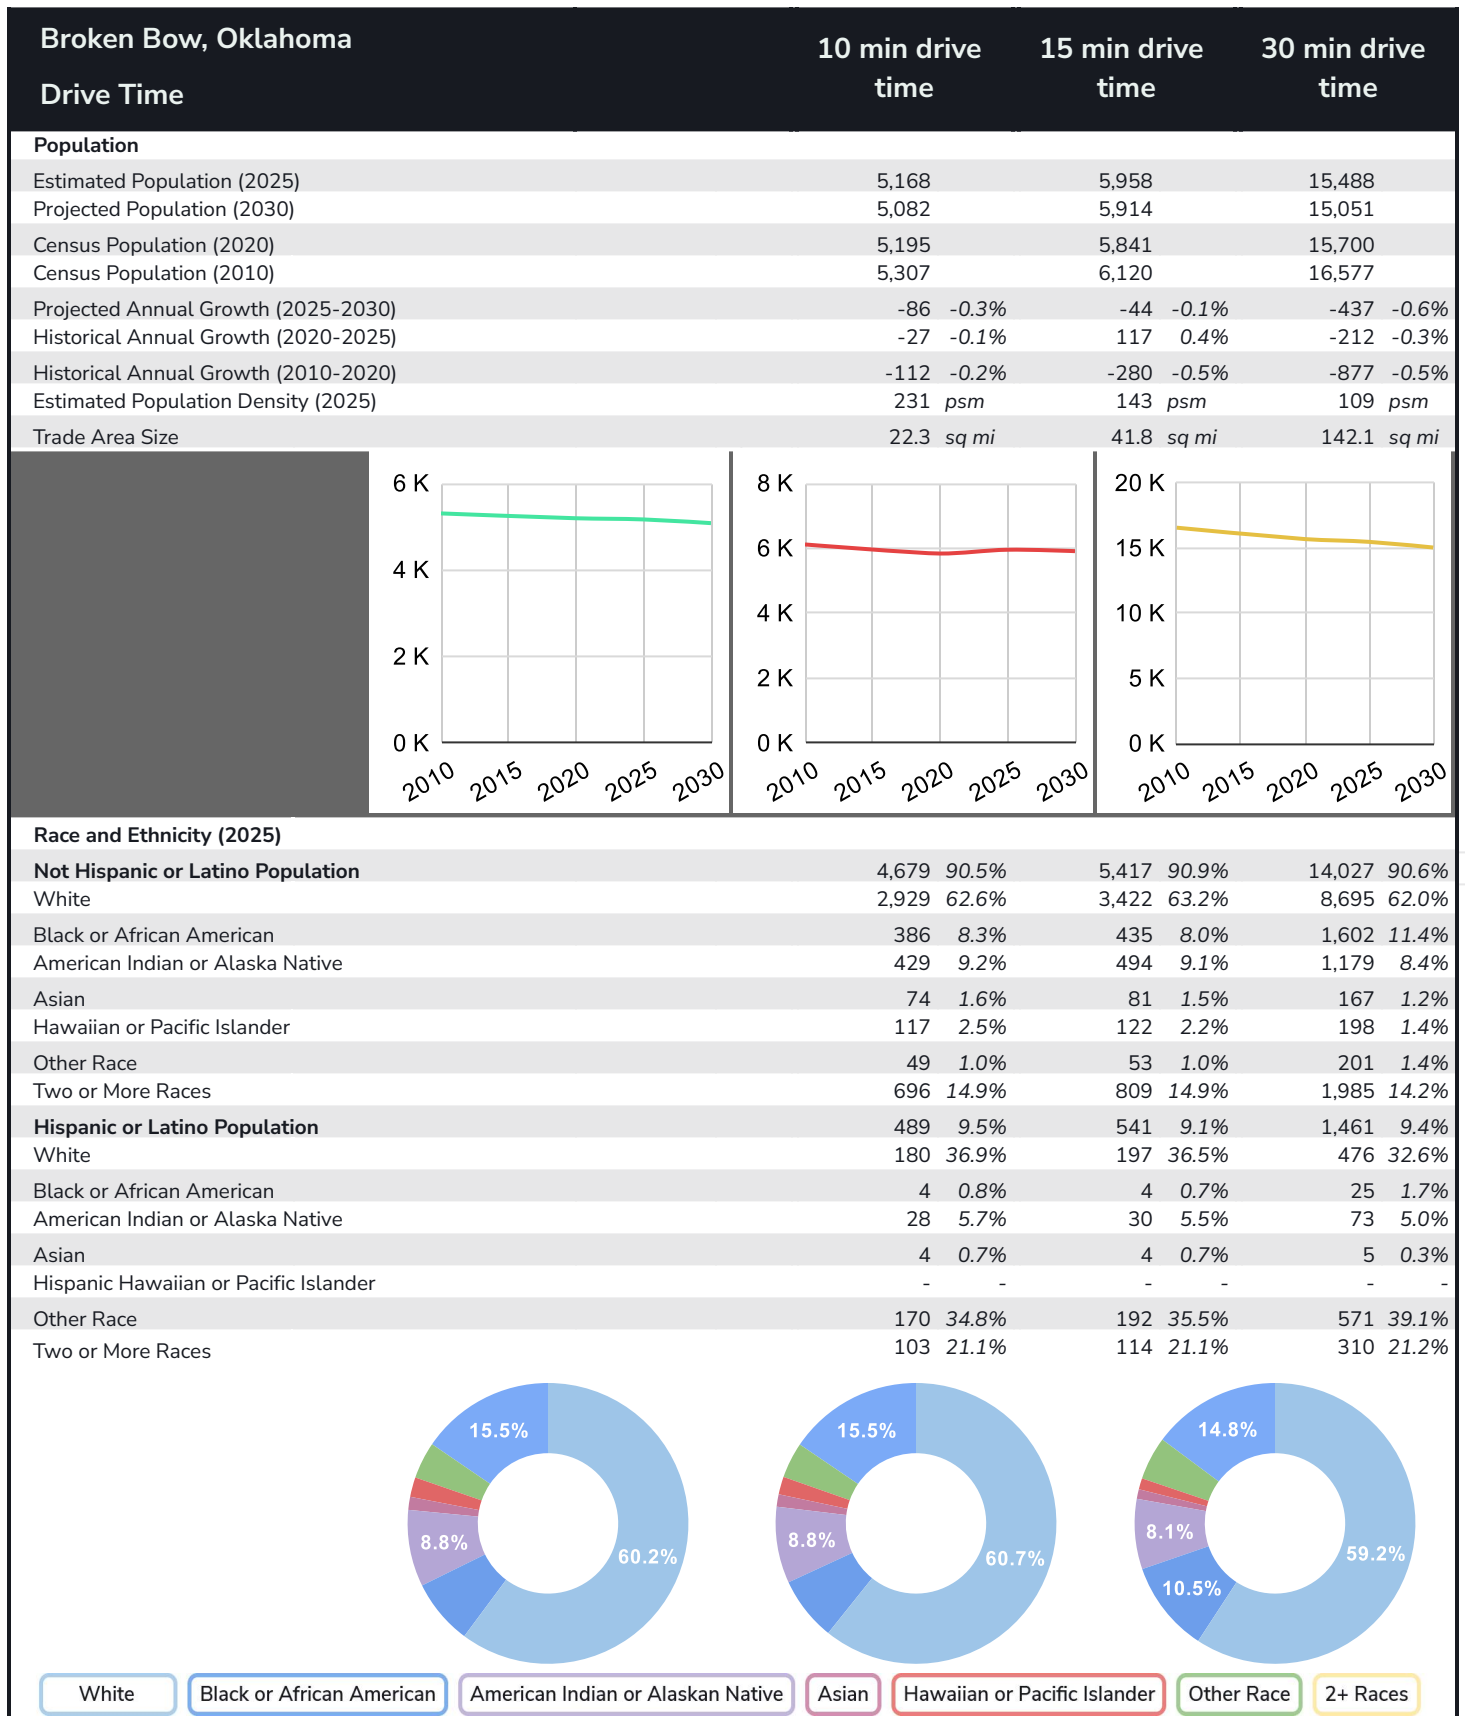 Broken Bow, Oklahoma
Drive Time
10 min drive time
15 min drive time
30 min drive time
Population
Estimated Population (2025) 5,168 5,958 15,488
Projected Population (2030) 5,082 5,914 15,051
Census Population (2020) 5,195 5,841 15,700
Census Population (2010) 5,307 6,120 16,577
Projected Annual Growth (2025-2030) -86 -0.3% -44 -0.1% -437 -0.6%
Historical Annual Growth (2020-2025) -27 -0.1% 117 0.4% -212 -0.3%
Historical Annual Growth (2010-2020) -112 -0.2% -280 -0.5% -877 -0.5%
Estimated Population Density (2025) 231 psm 143 psm 109 psm
Trade Area Size 22.3 sq mi 41.8 sq mi 142.1 sq mi
6 K
4 K
2 K
0 K
2010 2015 2020 2025 2030
8 K
6 K
4 K
2 K
0 K
2010 2015 2020 2025 2030
20 K
15 K
10 K
5 K
0 K
2010 2015 2020 2025 2030
Race and Ethnicity (2025)
Not Hispanic or Latino Population 4,679 90.5% 5,417 90.9% 14,027 90.6%
White 2,929 62.6% 3,422 63.2% 8,695 62.0%
Black or African American 386 8.3% 435 8.0% 1,602 11.4%
American Indian or Alaska Native 429 9.2% 494 9.1% 1,179 8.4%
Asian 74 1.6% 81 1.5% 167 1.2%
Hawaiian or Pacific Islander 117 2.5% 122 2.2% 198 1.4%
Other Race 49 1.0% 53 1.0% 201 1.4%
Two or More Races 696 14.9% 809 14.9% 1,985 14.2%
Hispanic or Latino Population 489 9.5% 541 9.1% 1,461 9.4%
White 180 36.9% 197 36.5% 476 32.6%
Black or African American 4 0.8% 4 0.7% 25 1.7%
American Indian or Alaska Native 28 5.7% 30 5.5% 73 5.0%
Asian 4 0.7% 4 0.7% 5 0.3%
Hispanic Hawaiian or Pacific Islander - - - - - -
Other Race 170 34.8% 192 35.5% 571 39.1%
Two or More Races 103 21.1% 114 21.1% 310 21.2%
15.5%
8.8%
60.2%
15.5%
8.8%
60.7%
14.8%
8.1%
10.5%
59.2%
White Black or African American American Indian or Alaskan Native Asian Hawaiian or Pacific Islander Other Race 2+ Races